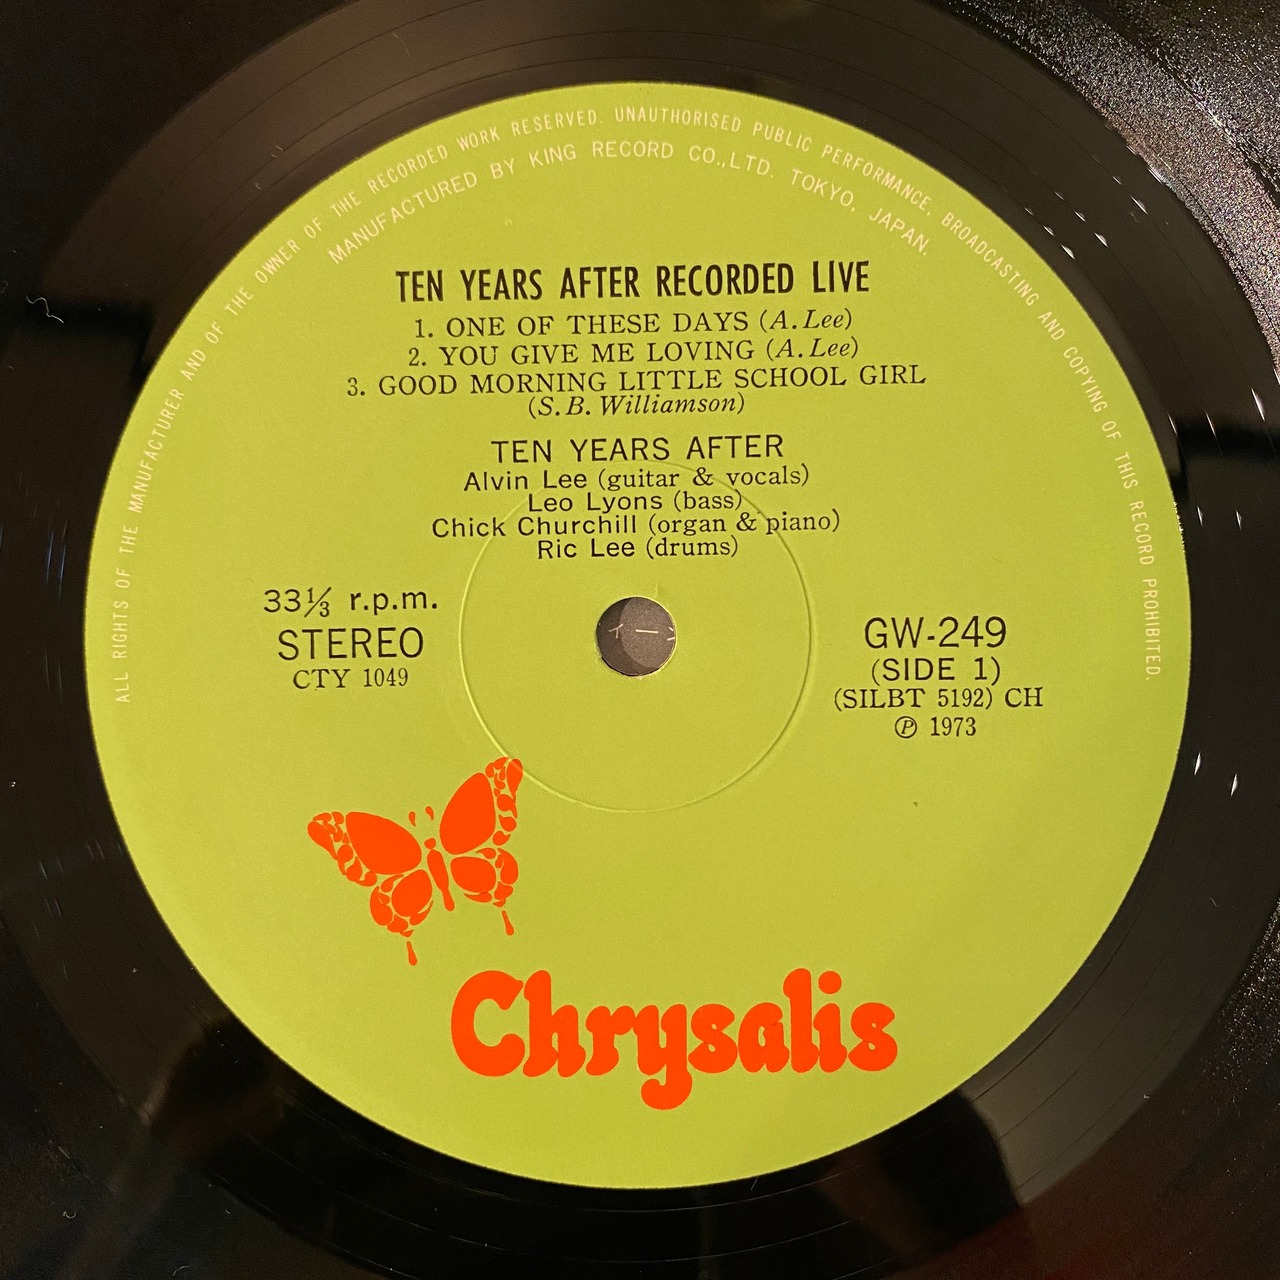 ALL RIGHTS OF THE MANUFACTURER AND OF THE OWNER OF THE RECORDED WORK RESERVED. UNAUTHORISED PUBLIC PERFORMANCE, BROADCASTING AND COPYING OF THIS RECORD PROHIBITED.
MANUFACTURED BY KING RECORD CO.,LTD. TOKYO, JAPAN.
TEN YEARS AFTER RECORDED LIVE
1. ONE OF THESE DAYS (A. Lee)
2. YOU GIVE ME LOVING (A. Lee)
3. GOOD MORNING LITTLE SCHOOL GIRL
(S. B. Williamson)
TEN YEARS AFTER
Alvin Lee (guitar & vocals)
Leo Lyons (bass)
Chick Churchill (organ & piano)
Ric Lee (drums)
33⅓ r.p.m.
STEREO
CTY 1049
GW-249
(SIDE 1)
(SILBT 5192) CH
℗ 1973
Chrysalis